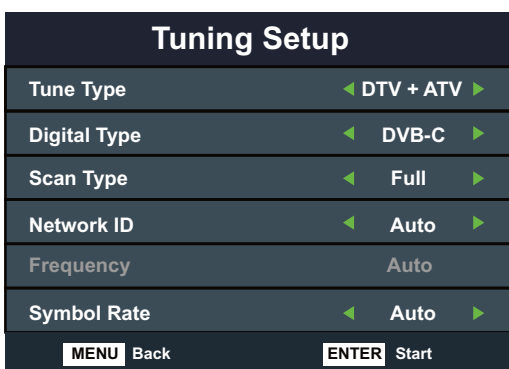 Tuning Setup
Tune Type DTV + ATV
Digital Type DVB-C
Scan Type Full
Network ID Auto
Frequency Auto
Symbol Rate Auto
MENU Back ENTER Start